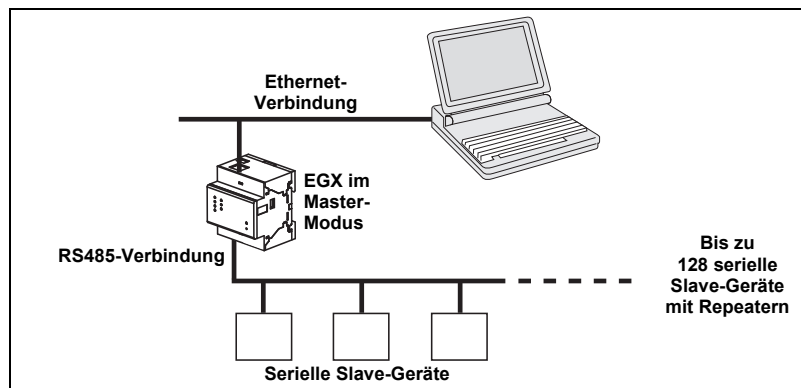 Ethernet-
Verbindung
EGX im
Master-
Modus
RS485-Verbindung
Bis zu
128 serielle
Slave-Geräte
mit Repeatern
Serielle Slave-Geräte